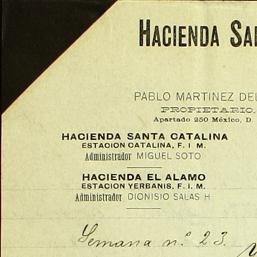 HACIENDA SA
PABLO MARTINEZ DE
PROPIETARIO.
Apartado 250 México, D
HACIENDA SANTA CATALINA
ESTACION CATALINA, F. I M.
Administrador MIGUEL SOTO
HACIENDA EL ALAMO
ESTACION YERBANIS, F. I M.
Administrador DIONISIO SALAS H
Semana n.º 23.